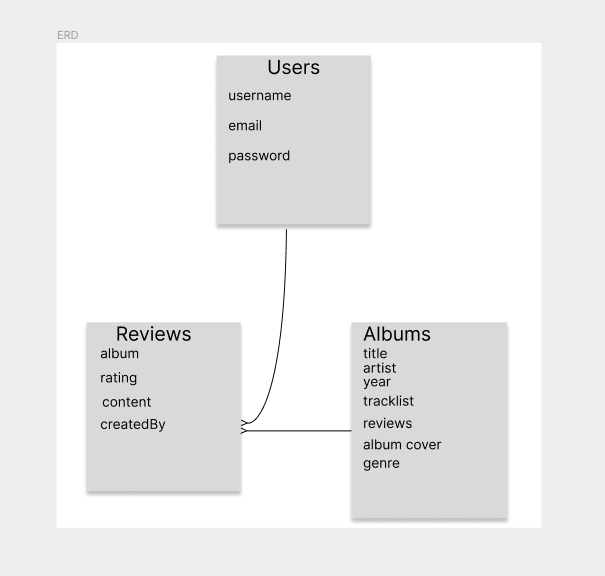 ERD
Users
username
email
password
Reviews
album
rating
content
createdBy
Albums
title
artist
year
tracklist
reviews
album cover
genre